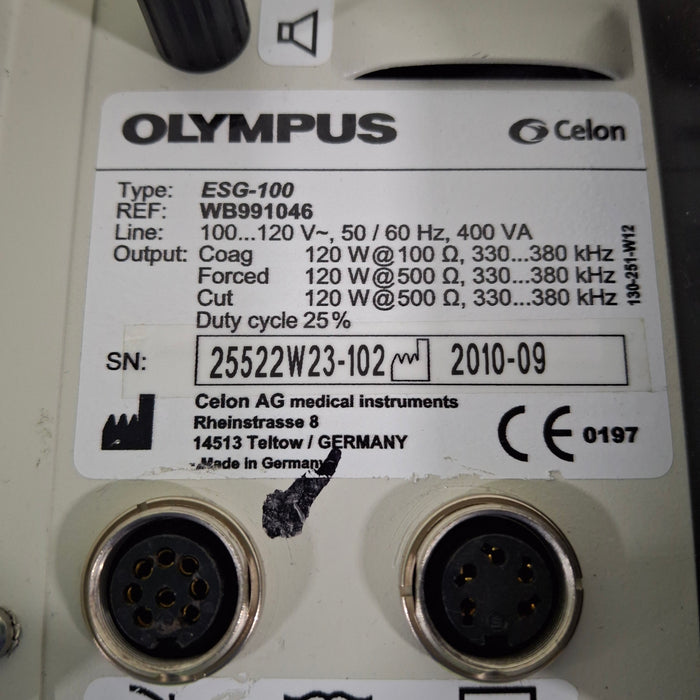 OLYMPUS Celon
Type: ESG-100
REF: WB991046
Line: 100...120 V~, 50 / 60 Hz, 400 VA
Output: Coag 120 W@100 Ω, 330...380 kHz
Forced 120 W@500 Ω, 330...380 kHz
Cut 120 W@500 Ω, 330...380 kHz
Duty cycle 25%
130-251-W12
SN: 25522W23-102 2010-09
Celon AG medical instruments
Rheinstrasse 8
14513 Teltow / GERMANY
Made in Germany
CE 0197